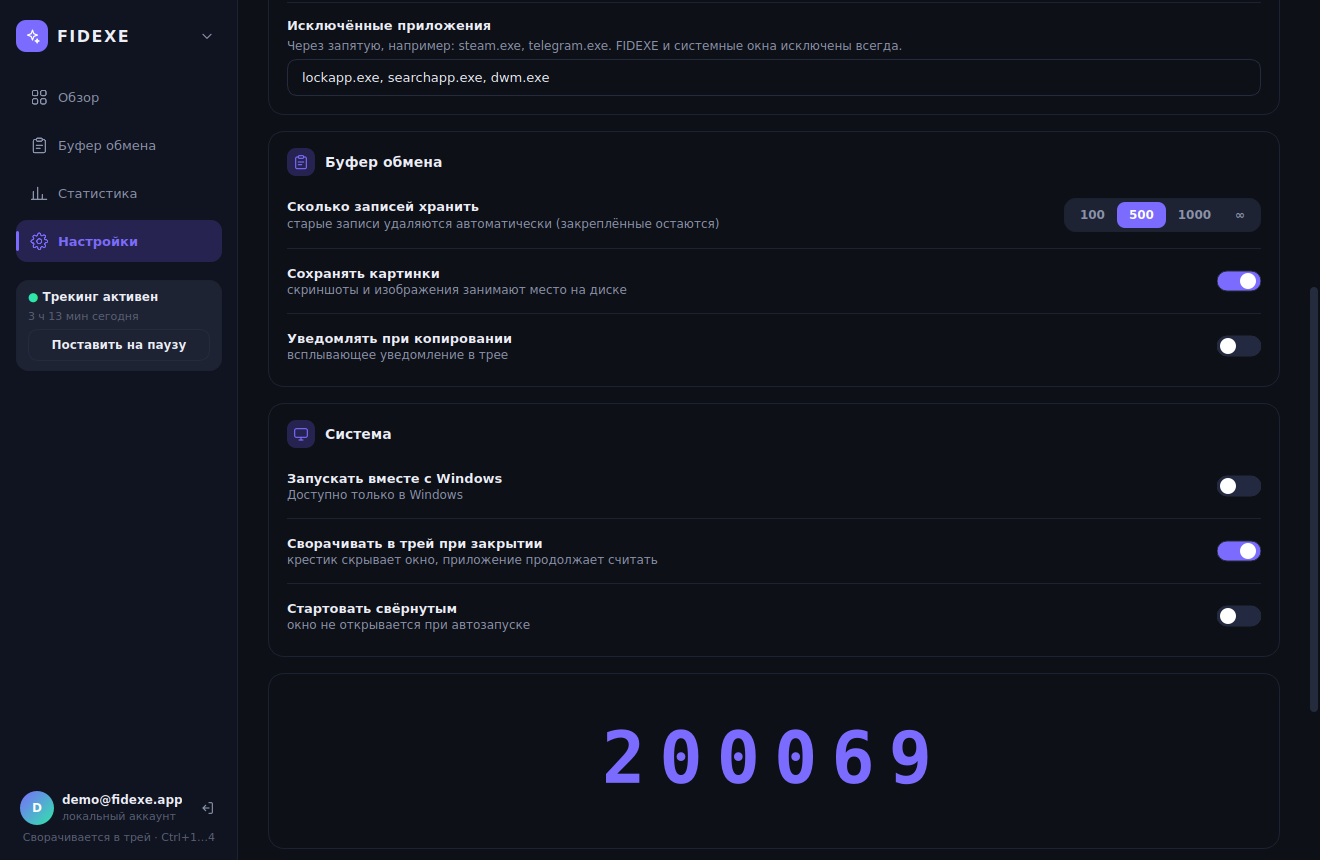 FIDEXE
Обзор
Буфер обмена
Статистика
Настройки
Трекинг активен
3 ч 13 мин сегодня
Поставить на паузу
D
demo@fidexe.app
локальный аккаунт
Сворачивается в трей · Ctrl+1…4
Исключённые приложения
Через запятую, например: steam.exe, telegram.exe. FIDEXE и системные окна исключены всегда.
lockapp.exe, searchapp.exe, dwm.exe
Буфер обмена
Сколько записей хранить
старые записи удаляются автоматически (закреплённые остаются)
100 500 1000 ∞
Сохранять картинки
скриншоты и изображения занимают место на диске
Уведомлять при копировании
всплывающее уведомление в трее
Система
Запускать вместе с Windows
Доступно только в Windows
Сворачивать в трей при закрытии
крестик скрывает окно, приложение продолжает считать
Стартовать свёрнутым
окно не открывается при автозапуске
200069